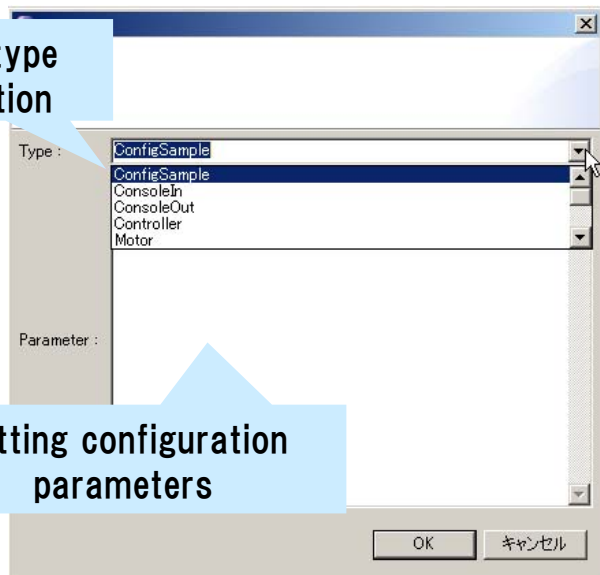 ype
tion
Type :
ConfigSample
ConfigSample
ConsoleIn
ConsoleOut
Controller
Motor
Parameter :
tting configuration
parameters
OK
キャンセル